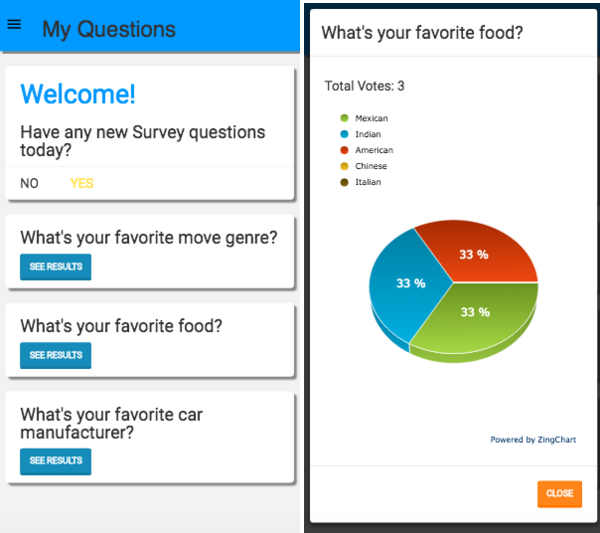 My Questions
Welcome!
Have any new Survey questions
today?
NO YES
What's your favorite move genre?
SEE RESULTS
What's your favorite food?
SEE RESULTS
What's your favorite car
manufacturer?
SEE RESULTS
What's your favorite food?
Total Votes: 3
Mexican
Indian
American
Chinese
Italian
33 %
33 %
33 %
Powered by ZingChart
CLOSE